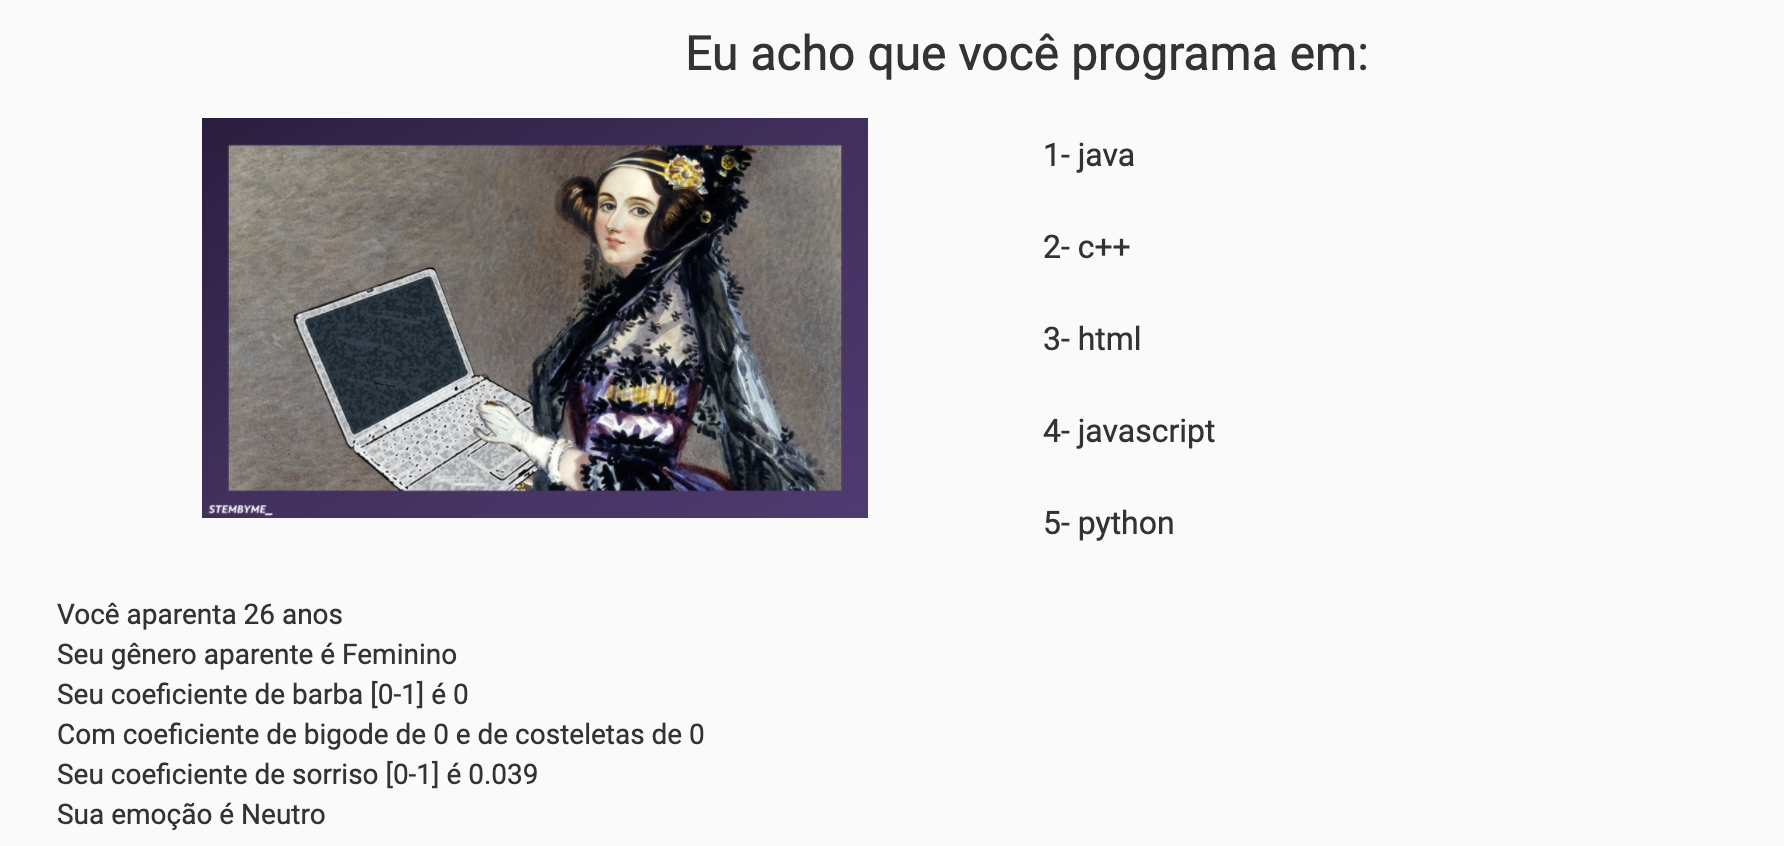 Eu acho que você programa em:
1- java
2- c++
3- html
4- javascript
5- python
STEMBYME_
Você aparenta 26 anos
Seu gênero aparente é Feminino
Seu coeficiente de barba [0-1] é 0
Com coeficiente de bigode de 0 e de costeletas de 0
Seu coeficiente de sorriso [0-1] é 0.039
Sua emoção é Neutro